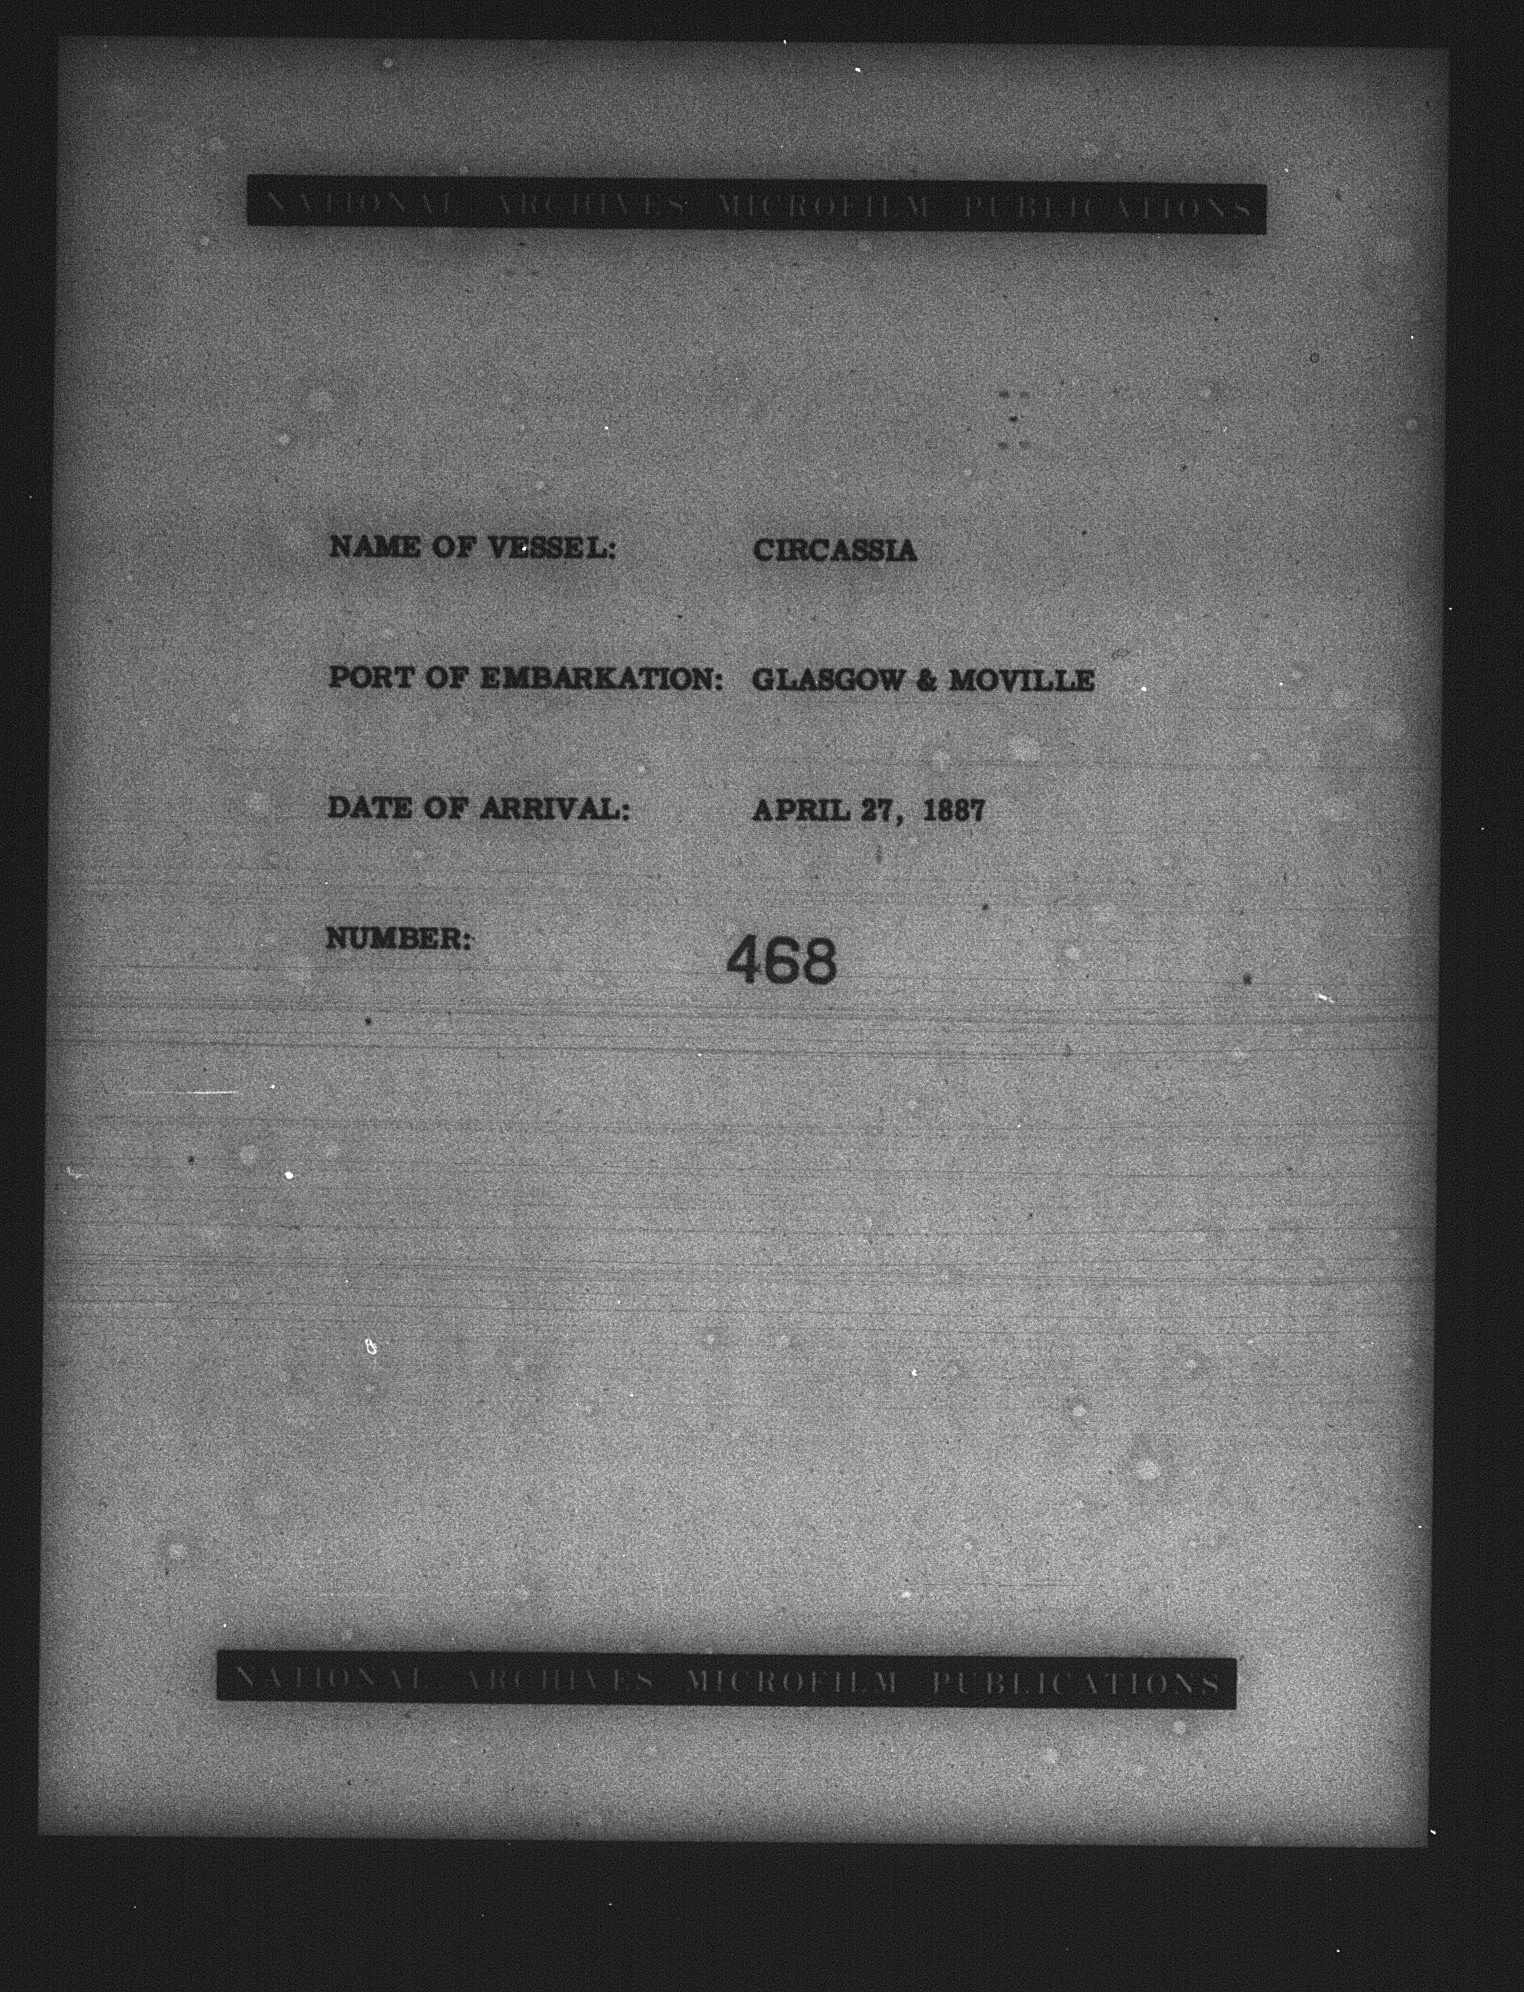 NATIONAL ARCHIVES MICROFILM PUBLICATIONS
NAME OF VESSEL: CIRCASSIA
PORT OF EMBARKATION: GLASGOW & MOVILLE
DATE OF ARRIVAL: APRIL 27, 1887
NUMBER: 468
NATIONAL ARCHIVES MICROFILM PUBLICATIONS